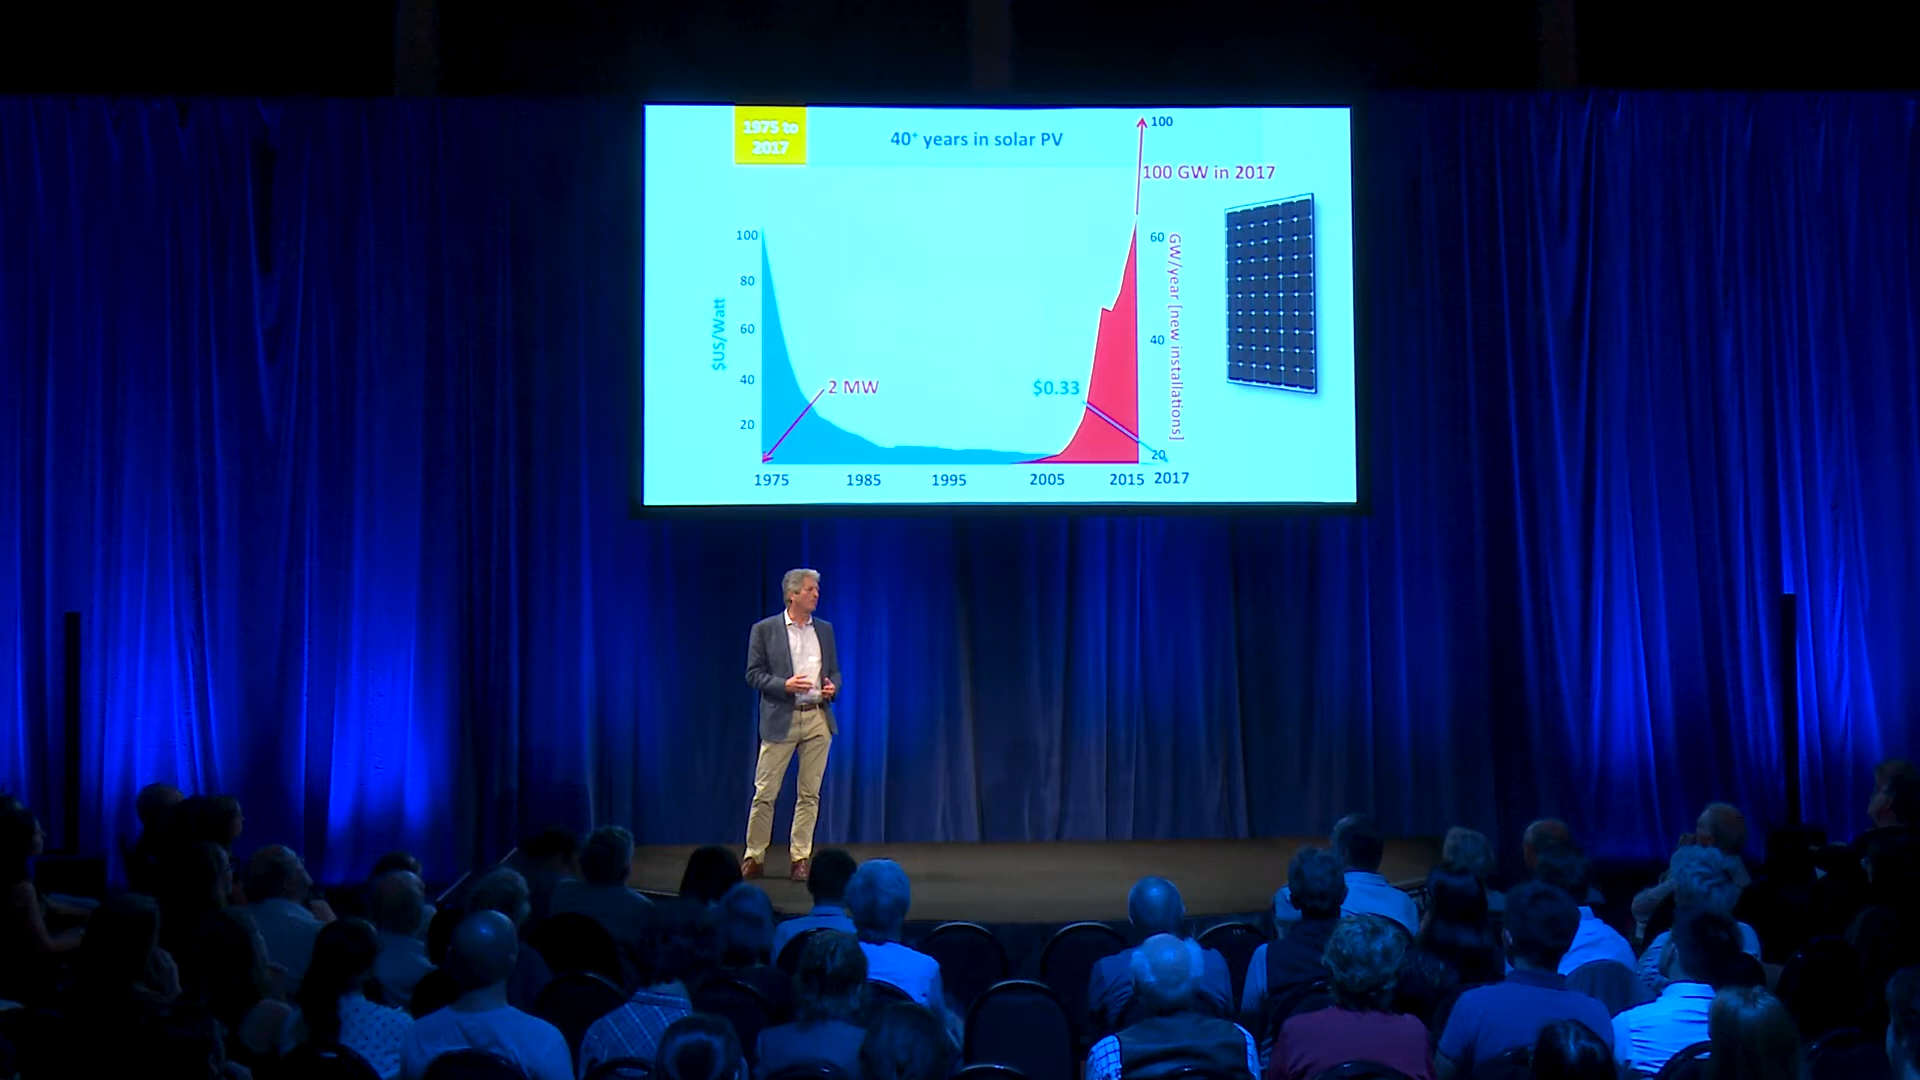 1975 to
2017
40+ years in solar PV
100
100 GW in 2017
100
80
60
40
20
$US/Watt
2 MW
$0.33
60
40
20
GW/year [new installations]
1975
1985
1995
2005
2015
2017